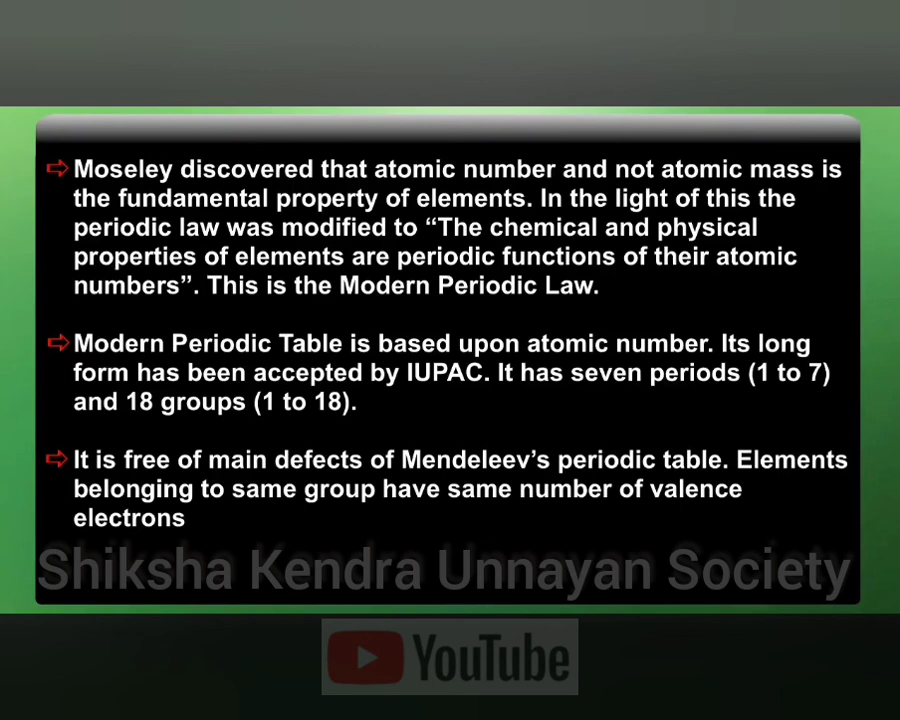 ⇨ Moseley discovered that atomic number and not atomic mass is
the fundamental property of elements. In the light of this the
periodic law was modified to “The chemical and physical
properties of elements are periodic functions of their atomic
numbers”. This is the Modern Periodic Law.
⇨ Modern Periodic Table is based upon atomic number. Its long
form has been accepted by IUPAC. It has seven periods (1 to 7)
and 18 groups (1 to 18).
⇨ It is free of main defects of Mendeleev’s periodic table. Elements
belonging to same group have same number of valence
electrons
Shiksha Kendra Unnayan Society
YouTube